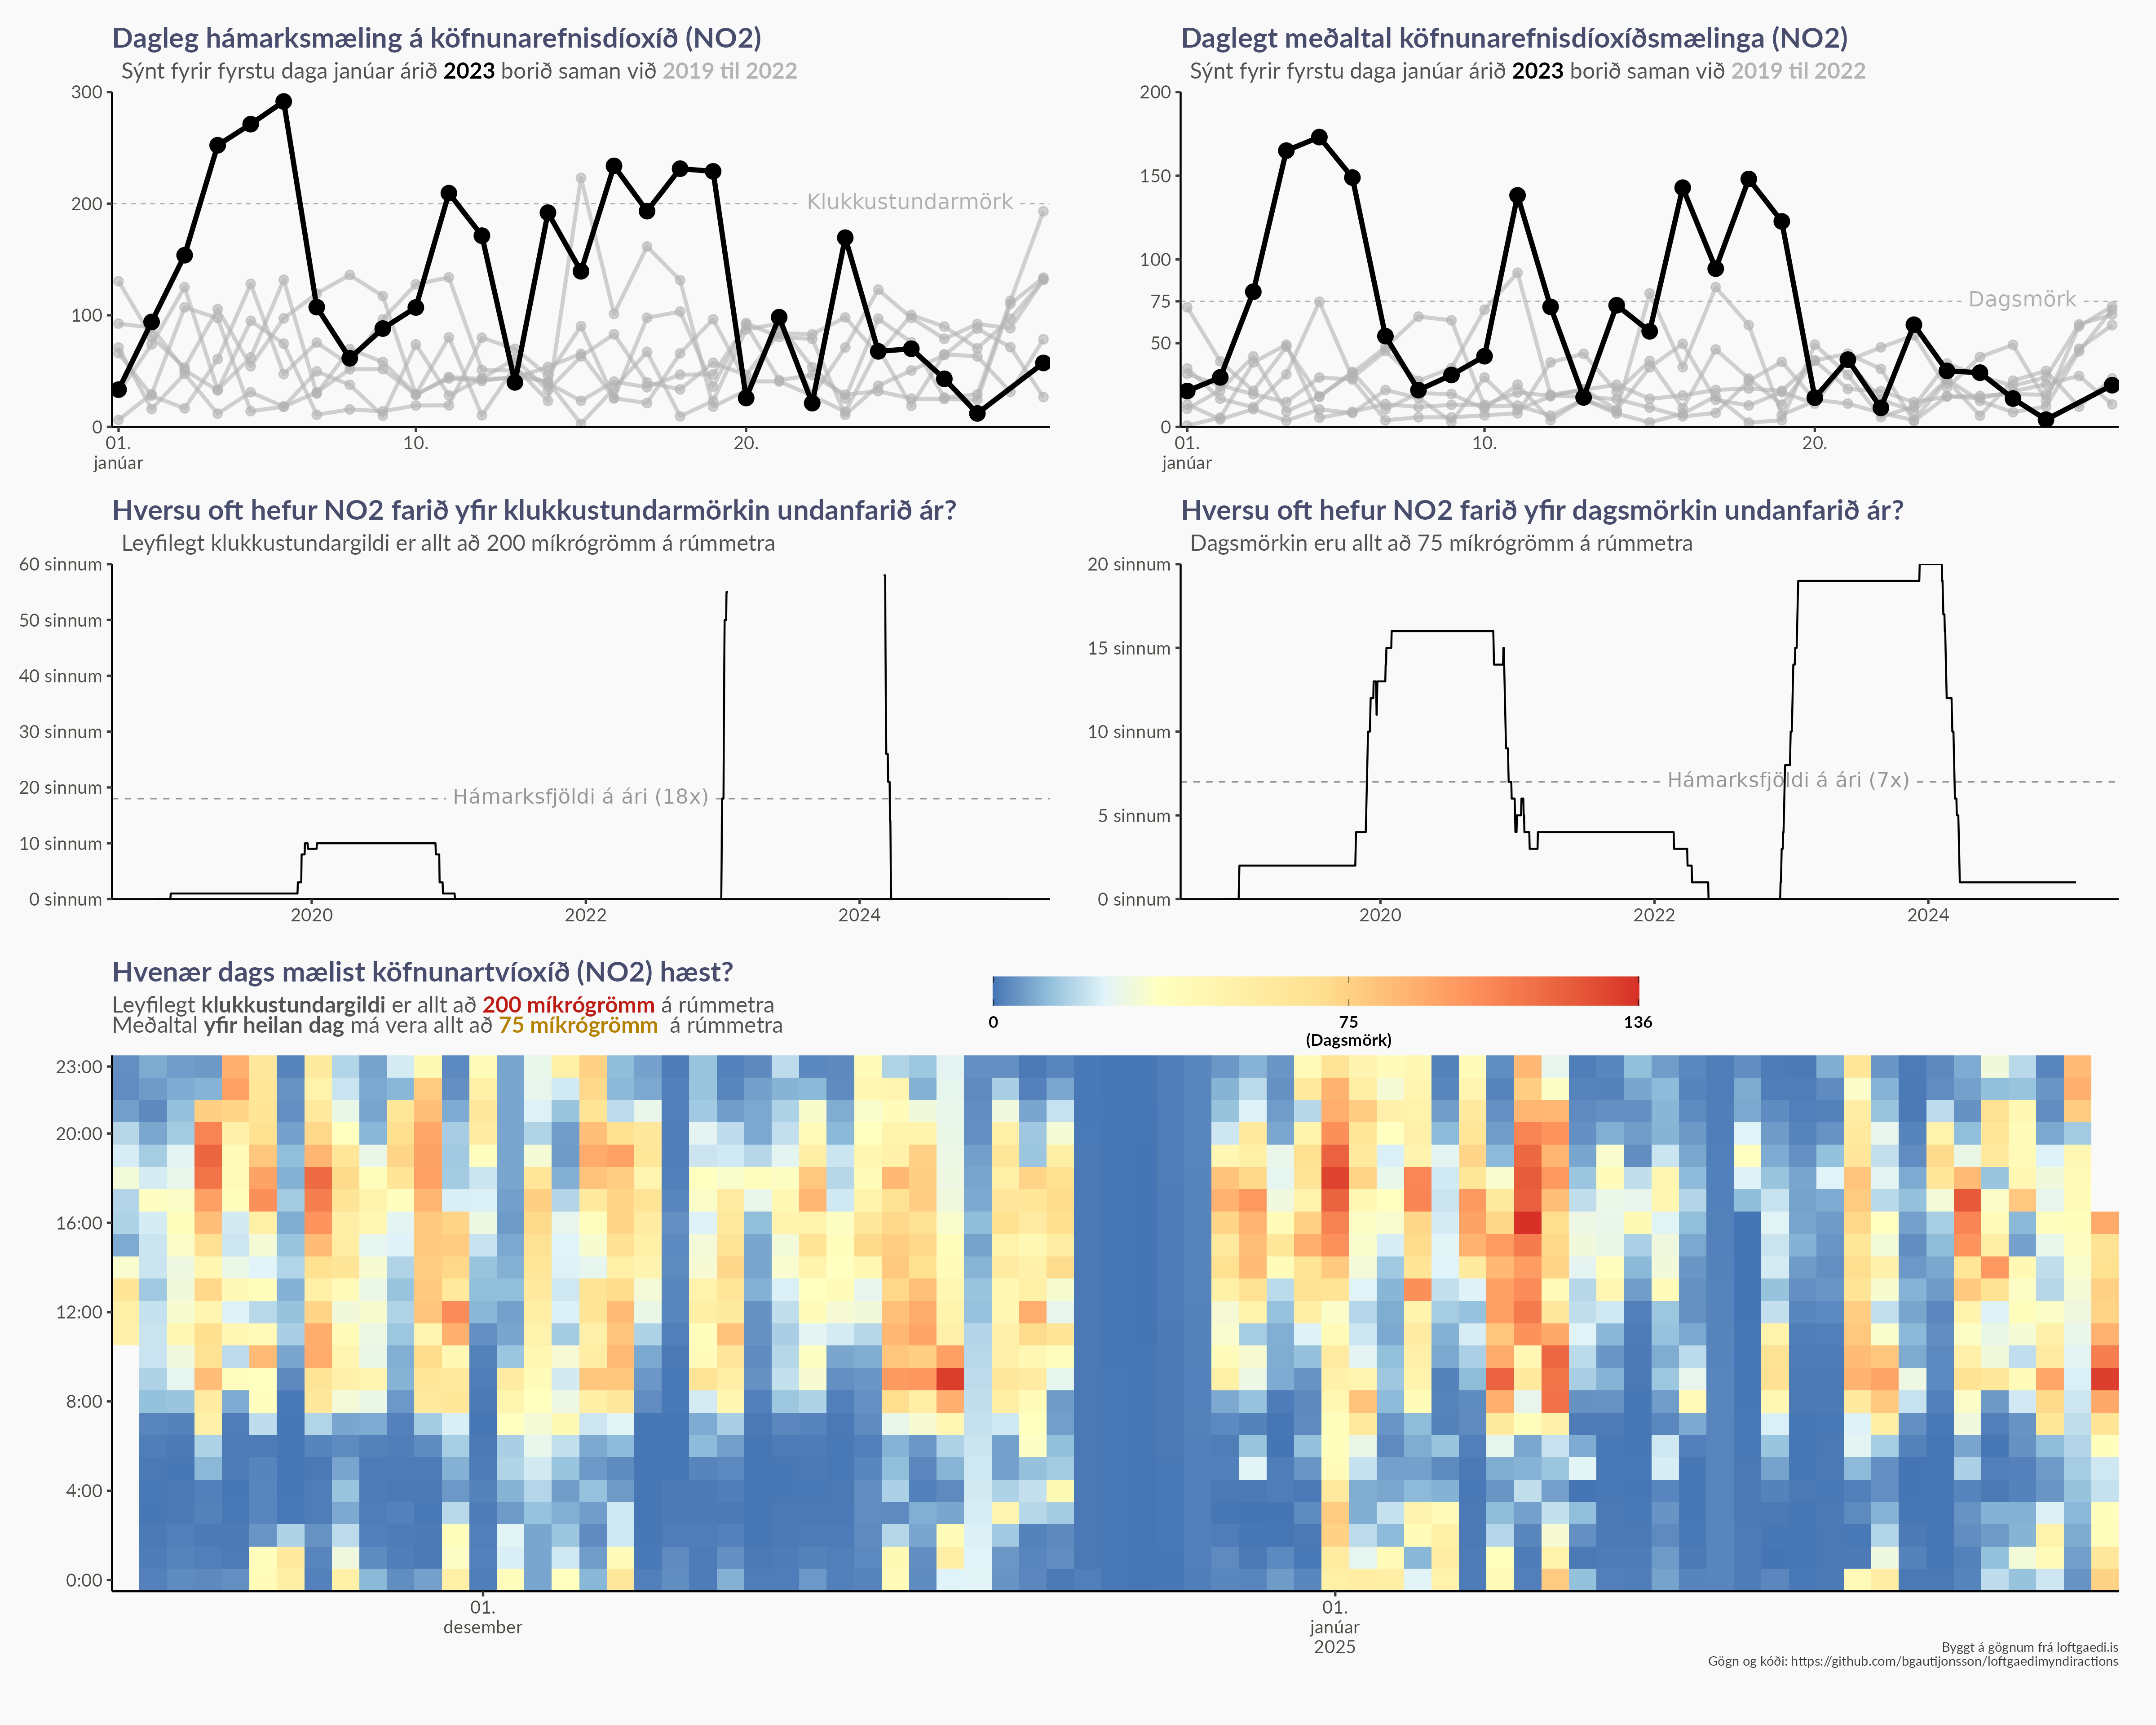 Dagleg hámarksmæling á köfnunarefnisdíoxíð (NO2)
Sýnt fyrir fyrstu daga janúar árið 2023 borið saman við 2019 til 2022
300
200
100
0
Klukkustundarmörk
01.
janúar
10.
20.
Daglegt meðaltal köfnunarefnisdíoxíðsmælinga (NO2)
Sýnt fyrir fyrstu daga janúar árið 2023 borið saman við 2019 til 2022
200
150
100
75
50
0
Dagsmörk
01.
janúar
10.
20.
Hversu oft hefur NO2 farið yfir klukkustundarmörkin undanfarið ár?
Leyfilegt klukkustundargildi er allt að 200 míkrógrömm á rúmmetra
60 sinnum
50 sinnum
40 sinnum
30 sinnum
20 sinnum
10 sinnum
0 sinnum
Hámarksfjöldi á ári (18x)
2020
2022
2024
Hversu oft hefur NO2 farið yfir dagsmörkin undanfarið ár?
Dagsmörkin eru allt að 75 míkrógrömm á rúmmetra
20 sinnum
15 sinnum
10 sinnum
5 sinnum
0 sinnum
Hámarksfjöldi á ári (7x)
2020
2022
2024
Hvenær dags mælist köfnunartvíoxíð (NO2) hæst?
Leyfilegt klukkustundargildi er allt að 200 míkrógrömm á rúmmetra
Meðaltal yfir heilan dag má vera allt að 75 míkrógrömm á rúmmetra
0
75
136
(Dagsmörk)
23:00
20:00
16:00
12:00
8:00
4:00
0:00
01.
desember
01.
janúar
2025
Byggt á gögnum frá loftgaedi.is
Gögn og kóði: https://github.com/bgautijonsson/loftgaedimyndiractions